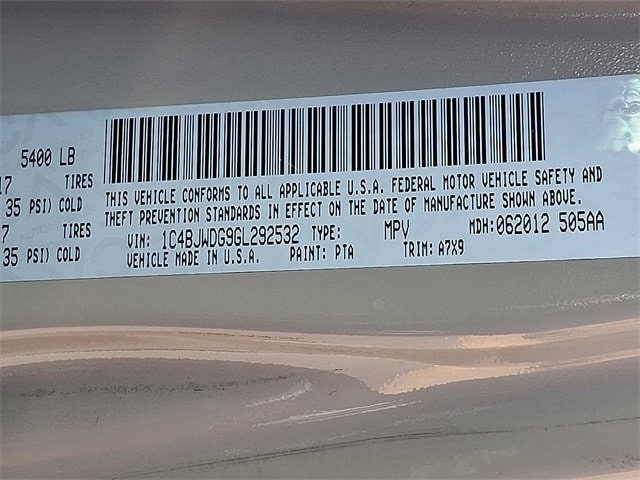 5400 LB
17 TIRES
35 PSI) COLD
7 TIRES
35 PSI) COLD
THIS VEHICLE CONFORMS TO ALL APPLICABLE U.S.A. FEDERAL MOTOR VEHICLE SAFETY AND
THEFT PREVENTION STANDARDS IN EFFECT ON THE DATE OF MANUFACTURE SHOWN ABOVE.
VIN: 1C4BJWDG9GL292532 TYPE: MPV MDH:062012 505AA
VEHICLE MADE IN U.S.A. PAINT: PTA TRIM: A7X9